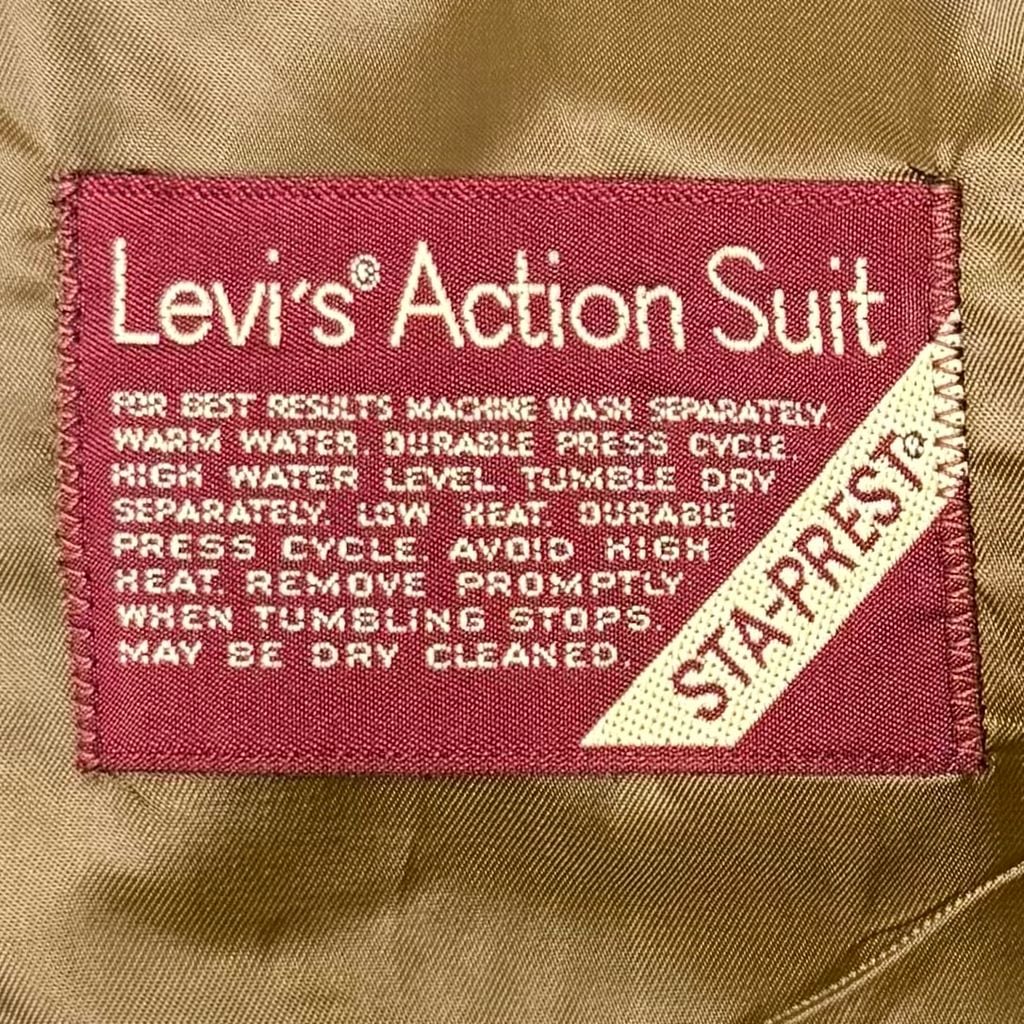 Levi's® Action Suit
FOR BEST RESULTS MACHINE WASH SEPARATELY.
WARM WATER. DURABLE PRESS CYCLE.
HIGH WATER LEVEL. TUMBLE DRY
SEPARATELY. LOW HEAT. DURABLE
PRESS CYCLE. AVOID HIGH
HEAT. REMOVE PROMPTLY
WHEN TUMBLING STOPS.
MAY BE DRY CLEANED.
STA-PREST®